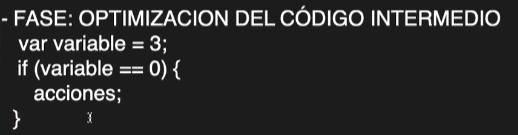 - FASE: OPTIMIZACION DEL CÓDIGO INTERMEDIO
var variable = 3;
if (variable == 0) {
acciones;
}